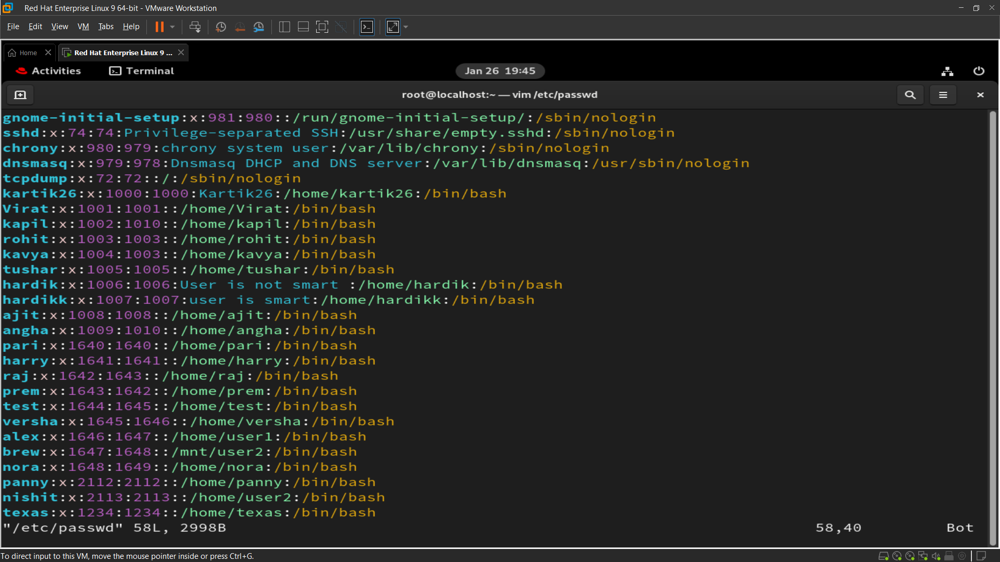 Red Hat Enterprise Linux 9 64-bit - VMware Workstation
File Edit View VM Tabs Help
Home
Red Hat Enterprise Linux 9 ...
Activities Terminal Jan 26 19:45
root@localhost:~ — vim /etc/passwd
gnome-initial-setup:x:981:980::/run/gnome-initial-setup/:/sbin/nologin
sshd:x:74:74:Privilege-separated SSH:/usr/share/empty.sshd:/sbin/nologin
chrony:x:980:979:chrony system user:/var/lib/chrony:/sbin/nologin
dnsmasq:x:979:978:Dnsmasq DHCP and DNS server:/var/lib/dnsmasq:/usr/sbin/nologin
tcpdump:x:72:72::/:/sbin/nologin
kartik26:x:1000:1000:Kartik26:/home/kartik26:/bin/bash
Virat:x:1001:1001::/home/Virat:/bin/bash
kapil:x:1002:1010::/home/kapil:/bin/bash
rohit:x:1003:1003::/home/rohit:/bin/bash
kavya:x:1004:1003::/home/kavya:/bin/bash
tushar:x:1005:1005::/home/tushar:/bin/bash
hardik:x:1006:1006:User is not smart :/home/hardik:/bin/bash
hardikk:x:1007:1007:user is smart:/home/hardikk:/bin/bash
ajit:x:1008:1008::/home/ajit:/bin/bash
angha:x:1009:1010::/home/angha:/bin/bash
pari:x:1640:1640::/home/pari:/bin/bash
harry:x:1641:1641::/home/harry:/bin/bash
raj:x:1642:1643::/home/raj:/bin/bash
prem:x:1643:1642::/home/prem:/bin/bash
test:x:1644:1645::/home/test:/bin/bash
versha:x:1645:1646::/home/versha:/bin/bash
alex:x:1646:1647::/home/user1:/bin/bash
brew:x:1647:1648::/mnt/user2:/bin/bash
nora:x:1648:1649::/home/nora:/bin/bash
panny:x:2112:2112::/home/panny:/bin/bash
nishit:x:2113:2113::/home/user2:/bin/bash
texas:x:1234:1234::/home/texas:/bin/bash
"/etc/passwd" 58L, 2998B 58,40 Bot
To direct input to this VM, move the mouse pointer inside or press Ctrl+G.